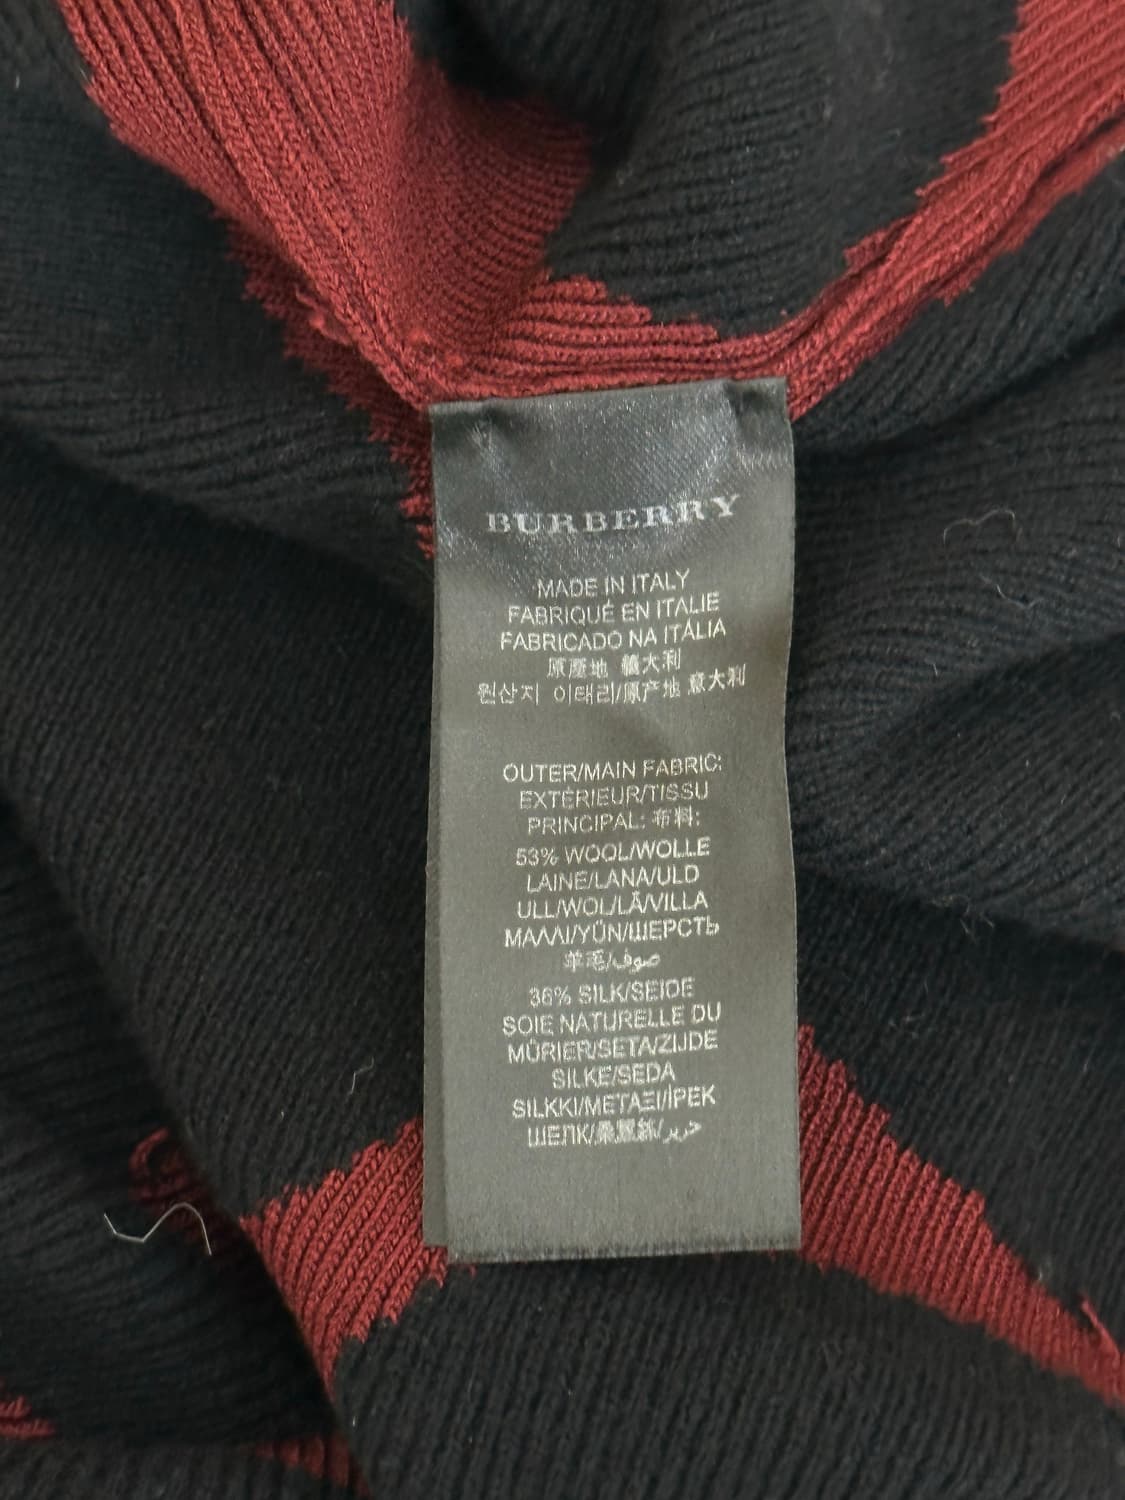 BURBERRY
MADE IN ITALY
FABRIQUÉ EN ITALIE
FABRICADO NA ITÁLIA
原產地 義大利
원산지 이태리/原产地 意大利
OUTER/MAIN FABRIC:
EXTÉRIEUR/TISSU
PRINCIPAL: 布料:
53% WOOL/WOLLE
LAINE/LANA/ULD
ULL/WOL/LÃ/VILLA
ΜΑΛΛΙ/YÜN/ШЕРСТЬ
羊毛/صوف
36% SILK/SEIDE
SOIE NATURELLE DU
MÛRIER/SETA/ZIJDE
SILKE/SEDA
SILKKI/ΜΕΤΑΞΙ/İPEK
ШЕЛК/桑蠶絲/حرير